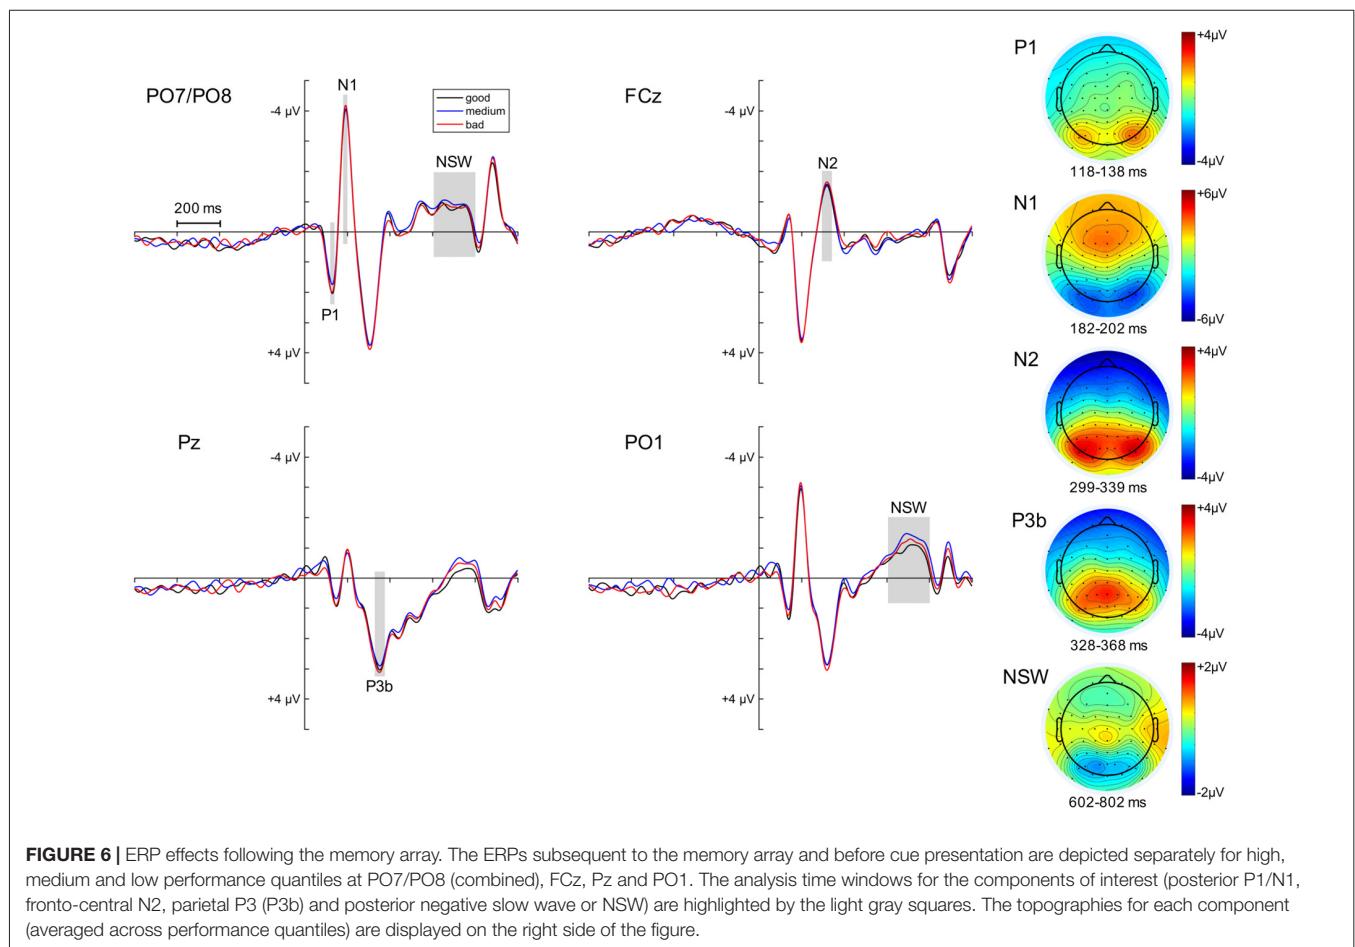 PO7/PO8
N1
-4 µV
good
medium
bad
NSW
200 ms
P1
+4 µV
FCz
-4 µV
N2
+4 µV
Pz
-4 µV
P3b
+4 µV
PO1
-4 µV
NSW
+4 µV
P1
+4µV
-4µV
118-138 ms
N1
+6µV
-6µV
182-202 ms
N2
+4µV
-4µV
299-339 ms
P3b
+4µV
-4µV
328-368 ms
NSW
+2µV
-2µV
602-802 ms
FIGURE 6 | ERP effects following the memory array. The ERPs subsequent to the memory array and before cue presentation are depicted separately for high,
medium and low performance quantiles at PO7/PO8 (combined), FCz, Pz and PO1. The analysis time windows for the components of interest (posterior P1/N1,
fronto-central N2, parietal P3 (P3b) and posterior negative slow wave or NSW) are highlighted by the light gray squares. The topographies for each component
(averaged across performance quantiles) are displayed on the right side of the figure.